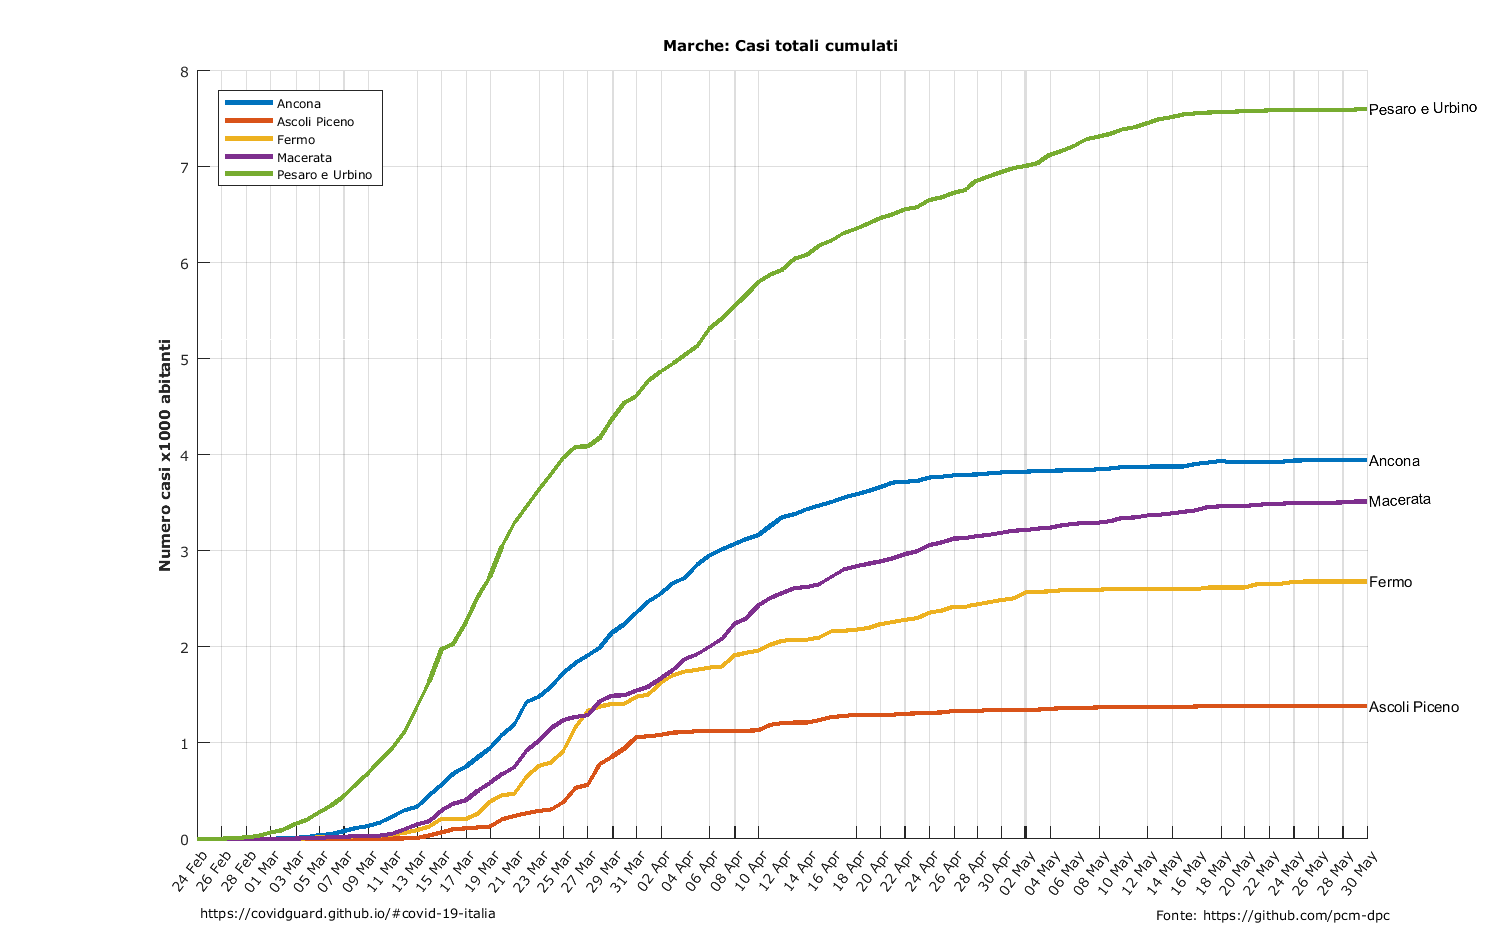 Marche: Casi totali cumulati
Numero casi x1000 abitanti
8
7
6
5
4
3
2
1
0
Ancona
Ascoli Piceno
Fermo
Macerata
Pesaro e Urbino
Pesaro e Urbino
Ancona
Macerata
Fermo
Ascoli Piceno
24 Feb
26 Feb
28 Feb
01 Mar
03 Mar
05 Mar
07 Mar
09 Mar
11 Mar
13 Mar
15 Mar
17 Mar
19 Mar
21 Mar
23 Mar
25 Mar
27 Mar
29 Mar
31 Mar
02 Apr
04 Apr
06 Apr
08 Apr
10 Apr
12 Apr
14 Apr
16 Apr
18 Apr
20 Apr
22 Apr
24 Apr
26 Apr
28 Apr
30 Apr
02 May
04 May
06 May
08 May
10 May
12 May
14 May
16 May
18 May
20 May
22 May
24 May
26 May
28 May
30 May
https://covidguard.github.io/#covid-19-italia
Fonte: https://github.com/pcm-dpc